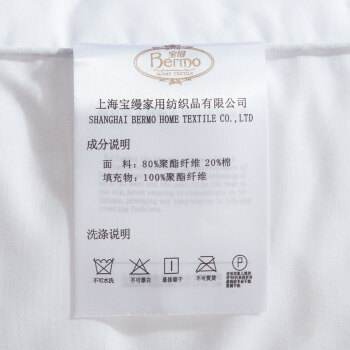 宝缦
Bermo
HOME TEXTILE
上海宝缦家用纺织品有限公司
SHANGHAI BERMO HOME TEXTILE CO.,LTD
成分说明
面 料: 80%聚酯纤维 20%棉
填充物: 100%聚酯纤维
洗涤说明
不可水洗 不可漂白 悬挂晾干 不可熨烫